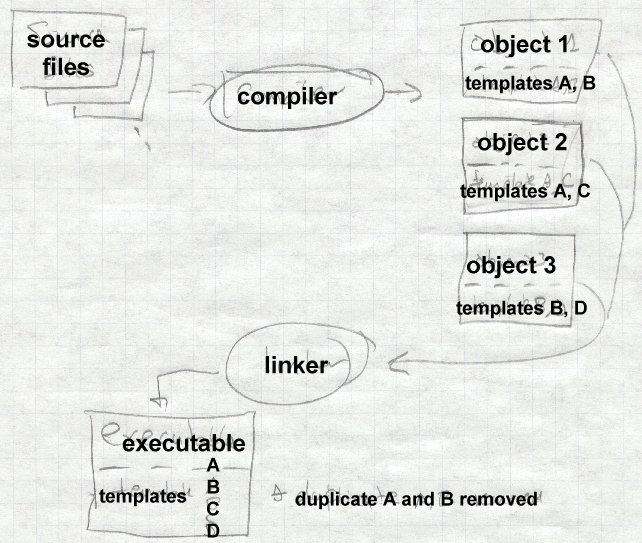 source
files
compiler
object 1
templates A, B
object 2
templates A, C
object 3
templates B, D
linker
executable
templates
A
B
C
D
duplicate A and B removed